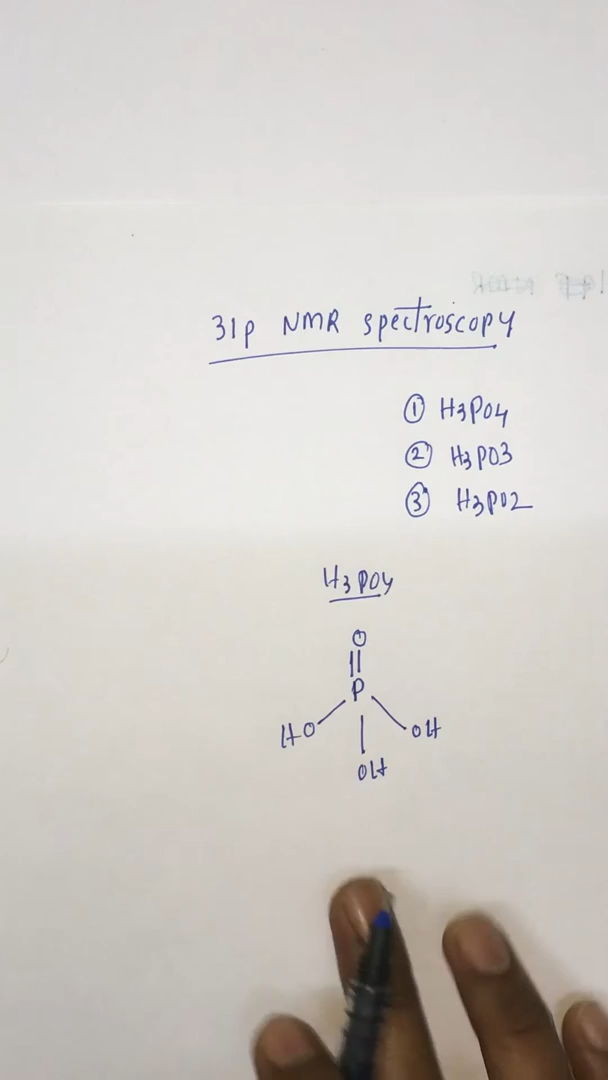 31p NMR spectroscopy
① H3PO4
② H3PO3
③ H3PO2
H3PO4
O
P
HO
OH
OH